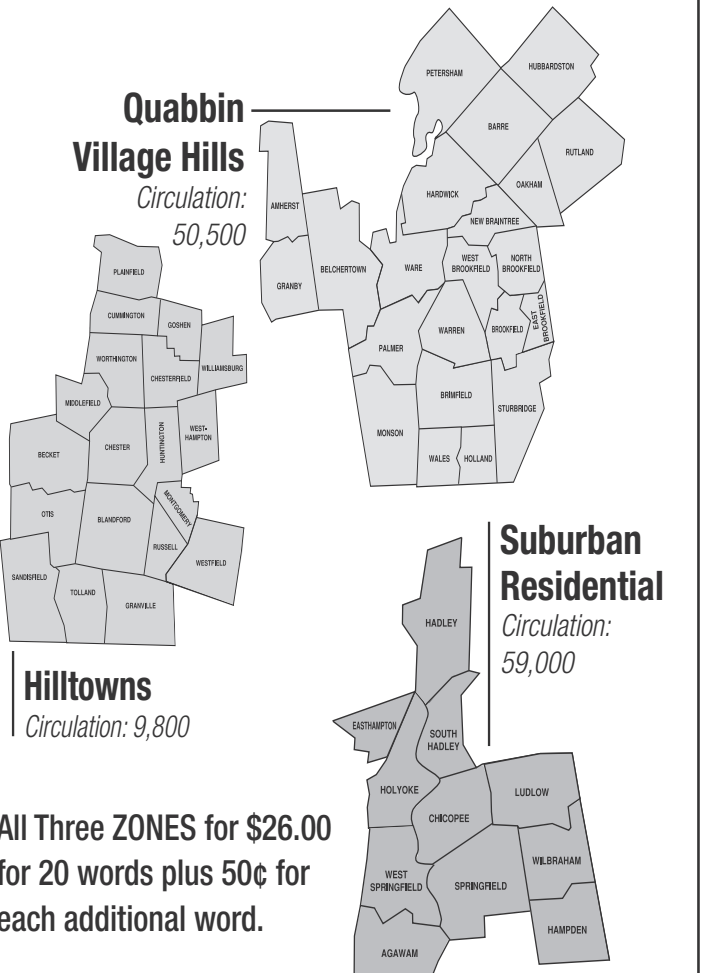 Quabbin
Village Hills
Circulation:
50,500
PETERSHAM
HUBBARDSTON
BARRE
RUTLAND
HARDWICK
OAKHAM
NEW BRAINTREE
AMHERST
BELCHERTOWN
GRANBY
WARE
WEST
BROOKFIELD
NORTH
BROOKFIELD
WARREN
BROOKFIELD
EAST
BROOKFIELD
PALMER
BRIMFIELD
STURBRIDGE
MONSON
WALES
HOLLAND
PLAINFIELD
CUMMINGTON
GOSHEN
WORTHINGTON
CHESTERFIELD
WILLIAMSBURG
MIDDLEFIELD
CHESTER
HUNTINGTON
WEST-
HAMPTON
BECKET
OTIS
BLANDFORD
MONTGOMERY
RUSSELL
WESTFIELD
SANDISFIELD
TOLLAND
GRANVILLE
Hilltowns
Circulation: 9,800
Suburban
Residential
Circulation:
59,000
HADLEY
EASTHAMPTON
SOUTH
HADLEY
HOLYOKE
CHICOPEE
LUDLOW
WILBRAHAM
WEST
SPRINGFIELD
SPRINGFIELD
HAMPDEN
AGAWAM
All Three ZONES for $26.00
for 20 words plus 50¢ for
each additional word.